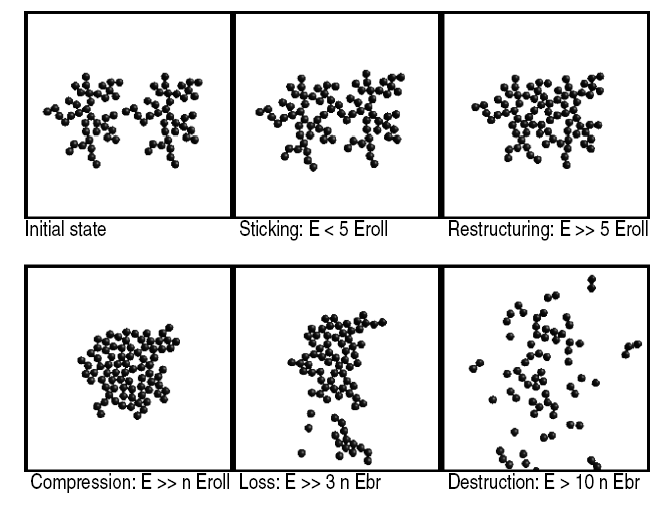 Initial state
Sticking: E < 5 Eroll
Restructuring: E >> 5 Eroll
Compression: E >> n Eroll
Loss: E >> 3 n Ebr
Destruction: E > 10 n Ebr